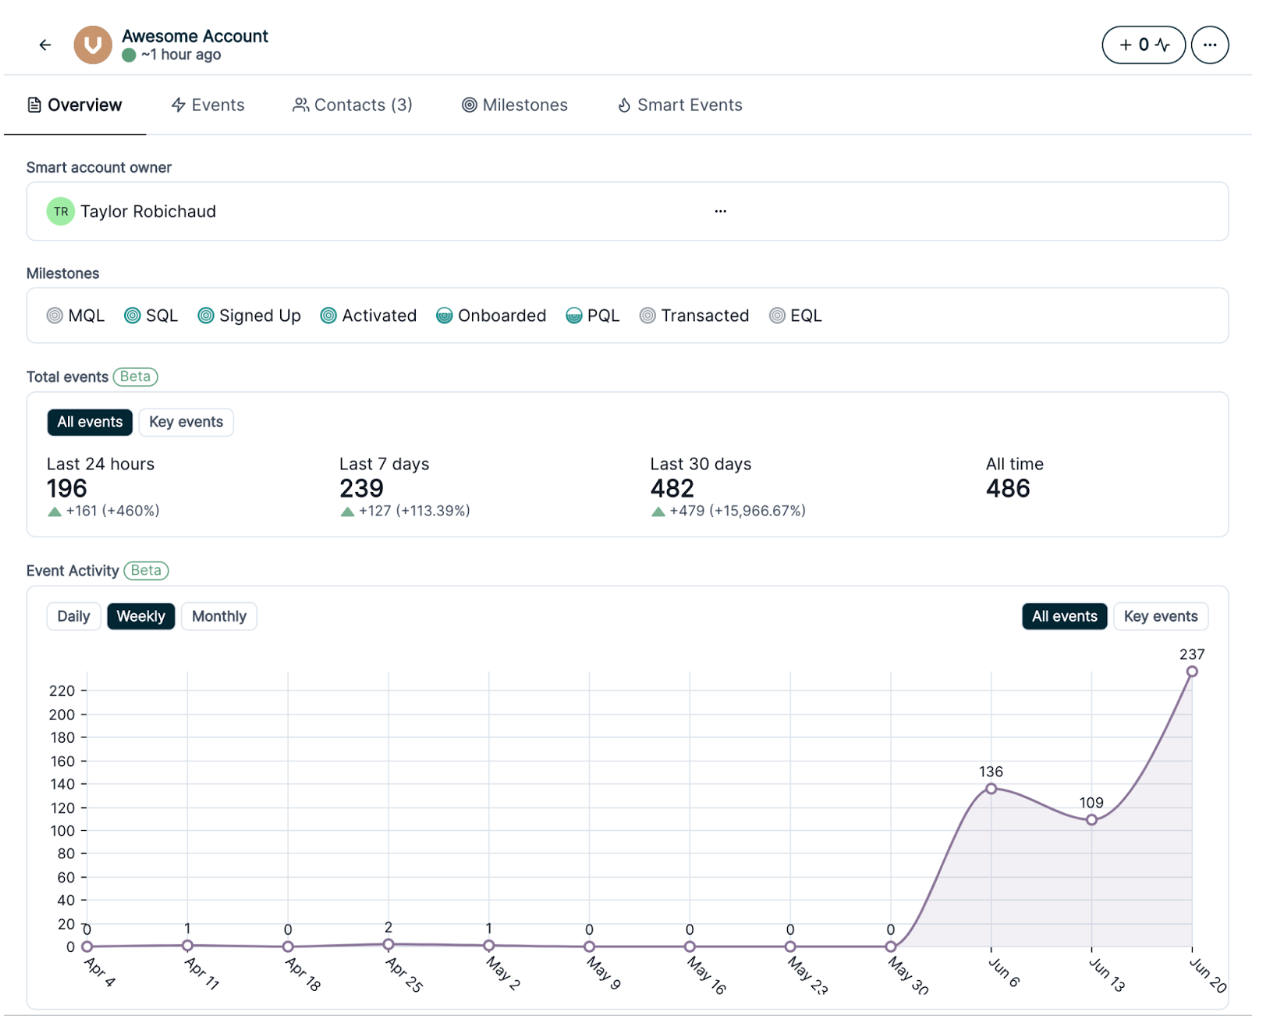 Awesome Account
~1 hour ago
+ 0
Overview Events Contacts (3) Milestones Smart Events
Smart account owner
TR Taylor Robichaud
Milestones
MQL SQL Signed Up Activated Onboarded PQL Transacted EQL
Total events Beta
All events Key events
Last 24 hours Last 7 days Last 30 days All time
196 239 482 486
+161 (+460%) +127 (+113.39%) +479 (+15,966.67%)
Event Activity Beta
Daily Weekly Monthly All events Key events
237
220
200
180
160
140 136
120
109
100
80
60
40
20
0 1 0 2 1 0 0 0 0
0
Apr 4 Apr 11 Apr 18 Apr 25 May 2 May 9 May 16 May 23 May 30 Jun 6 Jun 13 Jun 20